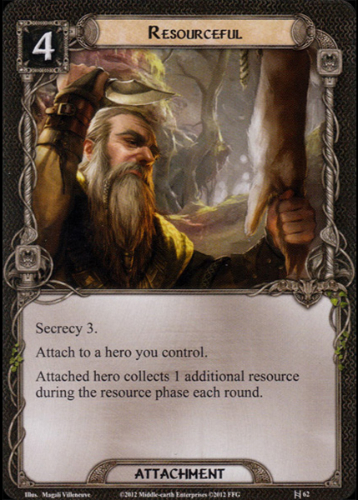 4
RESOURCEFUL
Secrecy 3.
Attach to a hero you control.
Attached hero collects 1 additional resource
during the resource phase each round.
ATTACHMENT
Illus. Magali Villeneuve
©2012 Middle-earth Enterprises ©2012 FFG
62